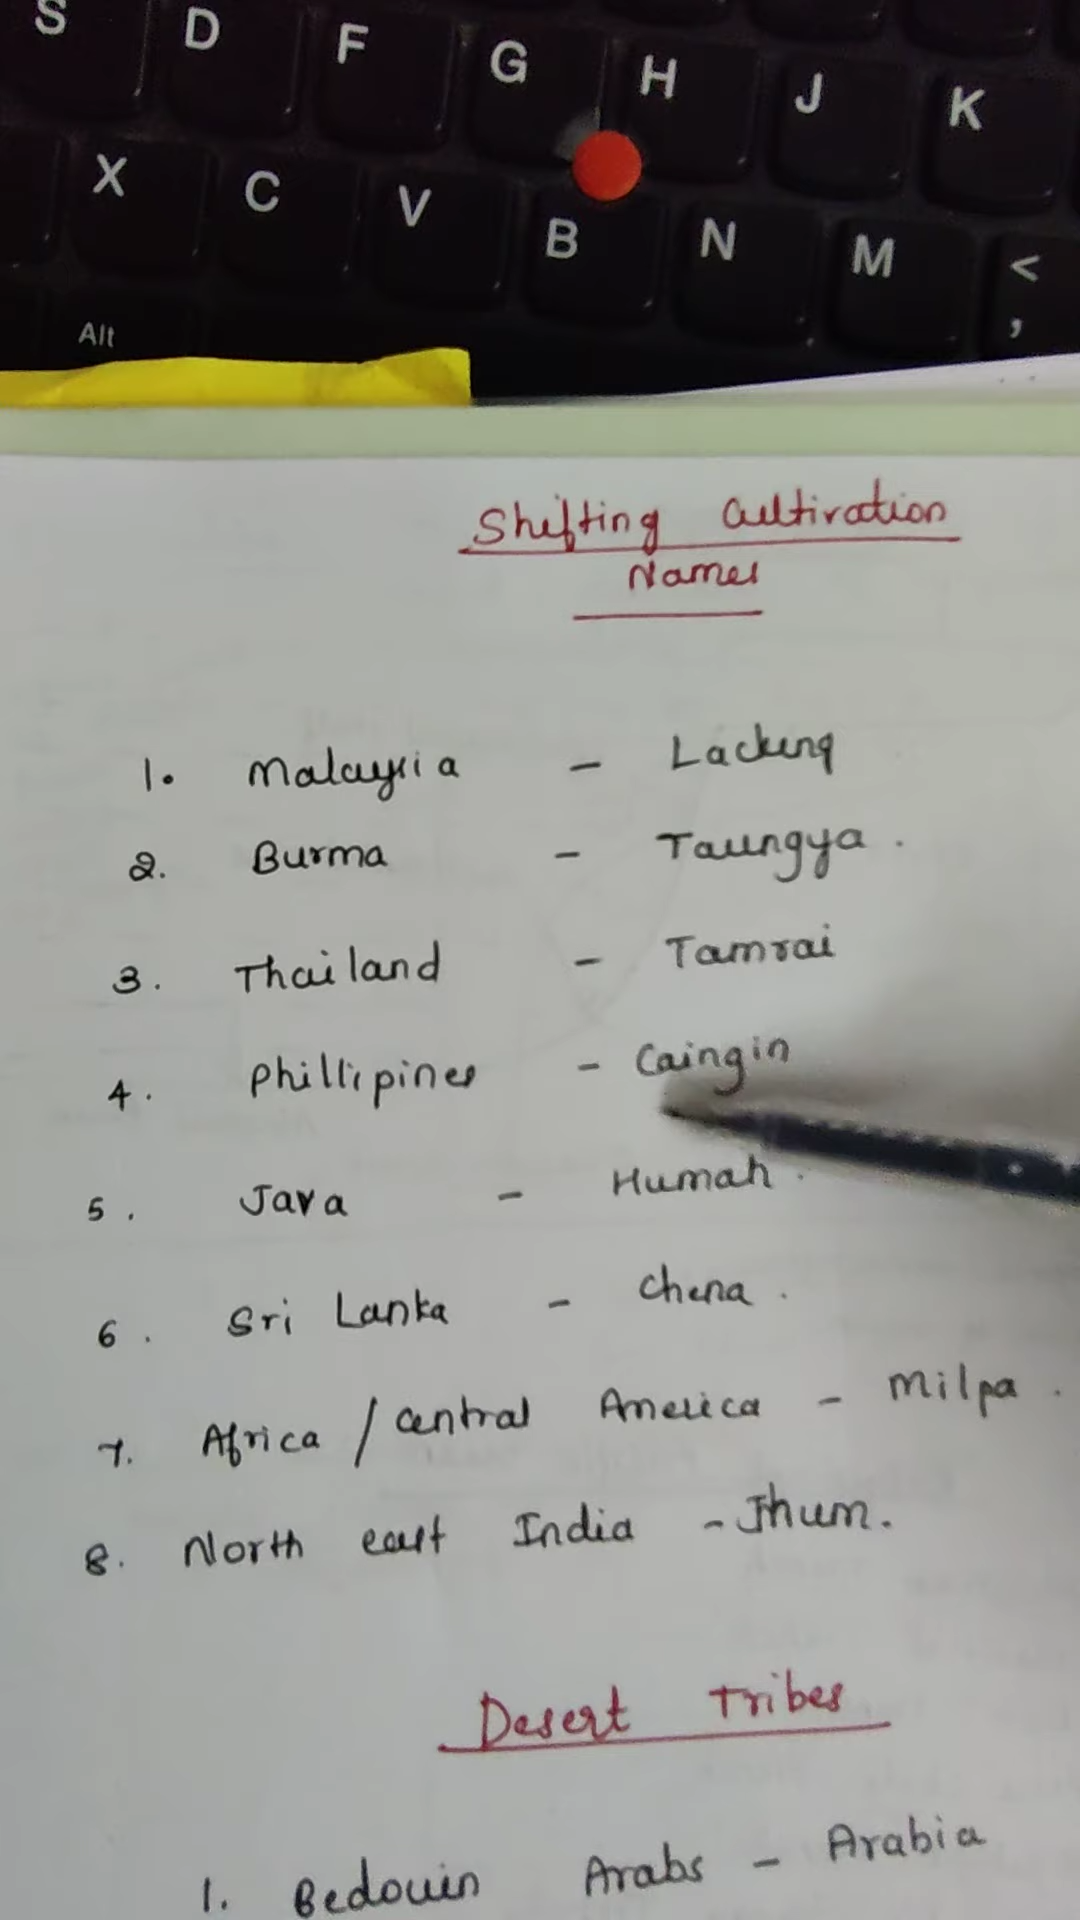 S D F G H J K
X C V B N M <
Alt ,
Shifting Cultivation
Names
1. Malaysia - Lacking
2. Burma - Taungya.
3. Thailand - Tamrai
4. Phillipines - Caingin
5. Java - Humah.
6. Sri Lanka - Chena.
7. Africa / Central America - Milpa.
8. North east India - Jhum.
Desert Tribes
1. Bedouin Arabs - Arabia